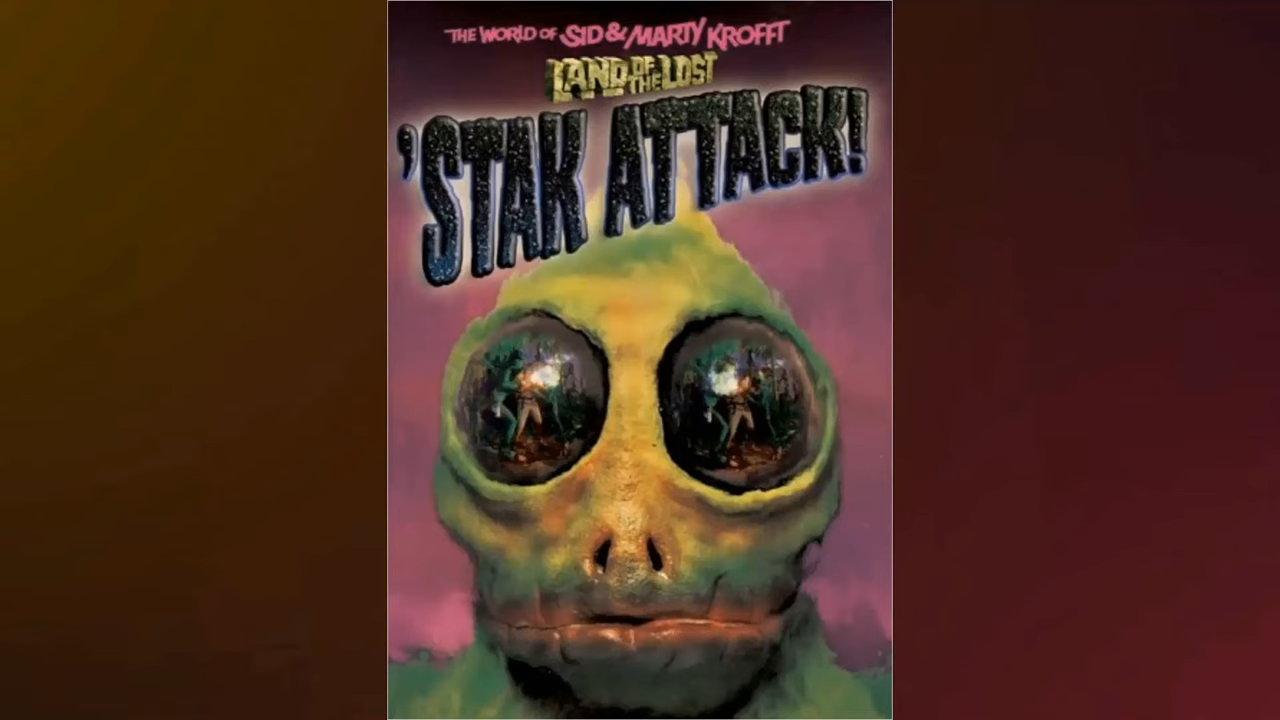 THE WORLD OF SID & MARTY KROFFT
LAND OF THE LOST
'STAK ATTACK!